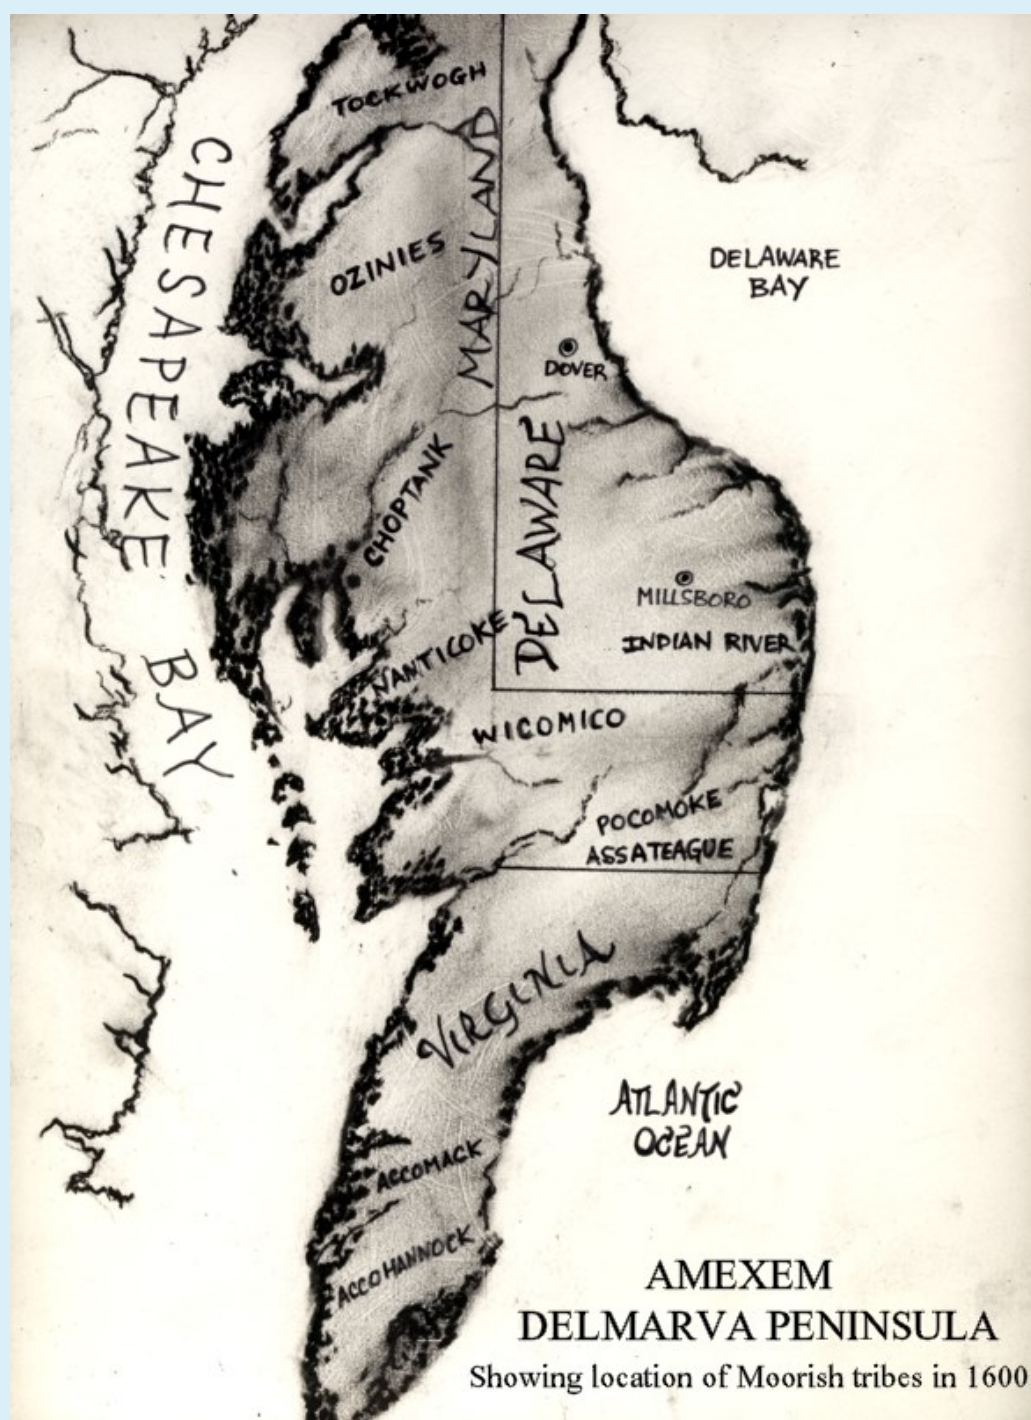 TOCKWOGH
CHESAPEAKE BAY
MARYLAND
OZINIES
DELAWARE
BAY
DOVER
DELAWARE
CHOPTANK
MILLSBORO
INDIAN RIVER
NANTICOKE
WICOMICO
POCOMOKE
ASSATEAGUE
VIRGINIA
ATLANTIC
OCEAN
ACCOMACK
ACCOHANNOCK
AMEXEM
DELMARVA PENINSULA
Showing location of Moorish tribes in 1600